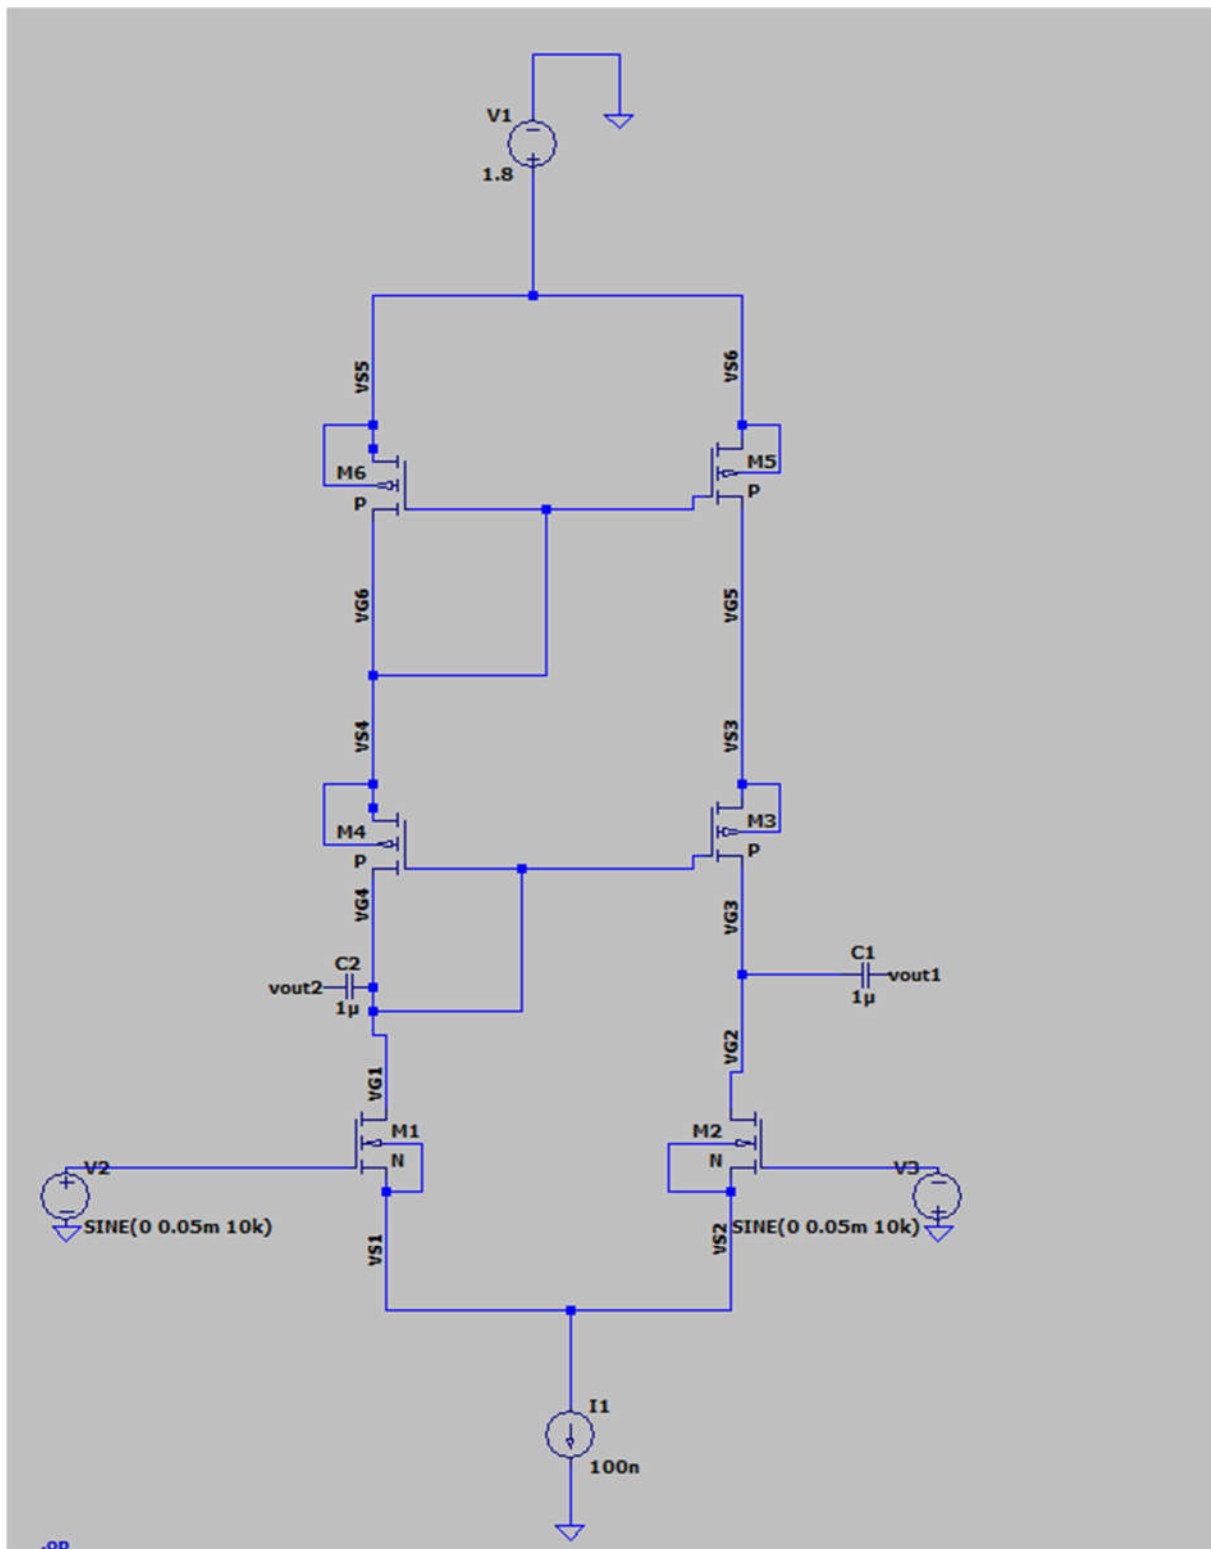 V1
1.8
VS5
VS6
M6
P
M5
P
VG6
VG5
VS4
VS3
M4
P
M3
P
VG4
VG3
C2
vout2
1µ
C1
vout1
1µ
VG1
VG2
M1
N
M2
N
V2
SINE(0 0.05m 10k)
V3
SINE(0 0.05m 10k)
VS1
VS2
I1
100n
.op